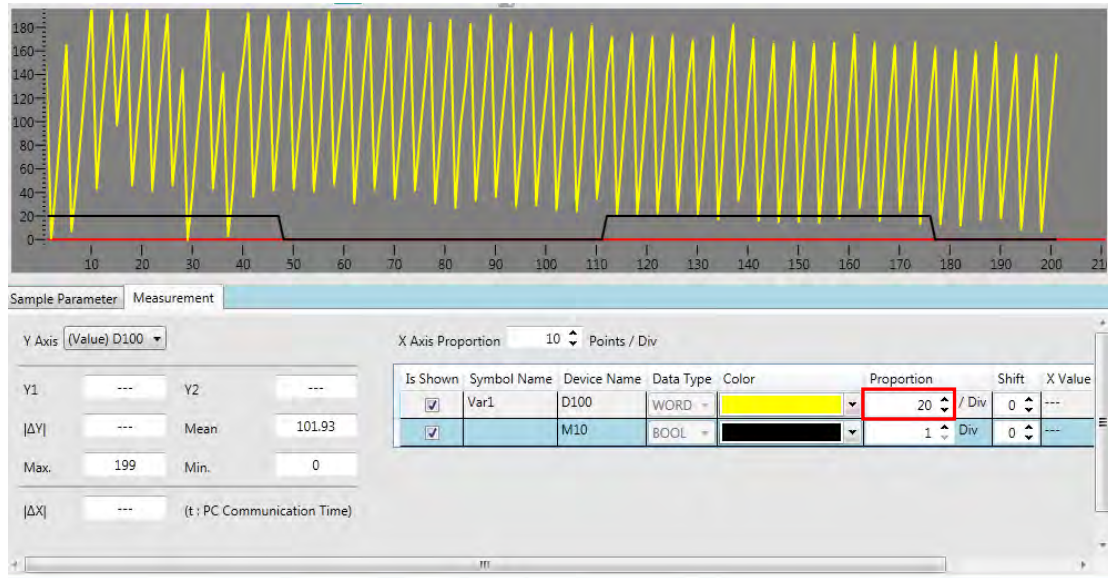 180
160
140
120
100
80
60
40
20
0
10 20 30 40 50 60 70 80 90 100 110 120 130 140 150 160 170 180 190 200 21
Sample Parameter Measurement
Y Axis (Value) D100 X Axis Proportion 10 Points / Div
Is Shown Symbol Name Device Name Data Type Color Proportion Shift X Value
Var1 D100 WORD 20 / Div 0 ---
M10 BOOL 1 Div 0 ---
Y1 --- Y2 ---
|ΔY| --- Mean 101.93
Max. 199 Min. 0
|ΔX| --- (t : PC Communication Time)